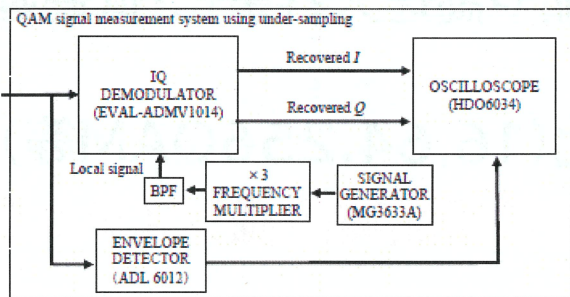 QAM signal measurement system using under-sampling
IQ
DEMODULATOR
(EVAL-ADMV1014)
Recovered I
Recovered Q
OSCILLOSCOPE
(HDO6034)
Local signal
BPF
× 3
FREQUENCY
MULTIPLIER
SIGNAL
GENERATOR
(MG3633A)
ENVELOPE
DETECTOR
(ADL 6012)